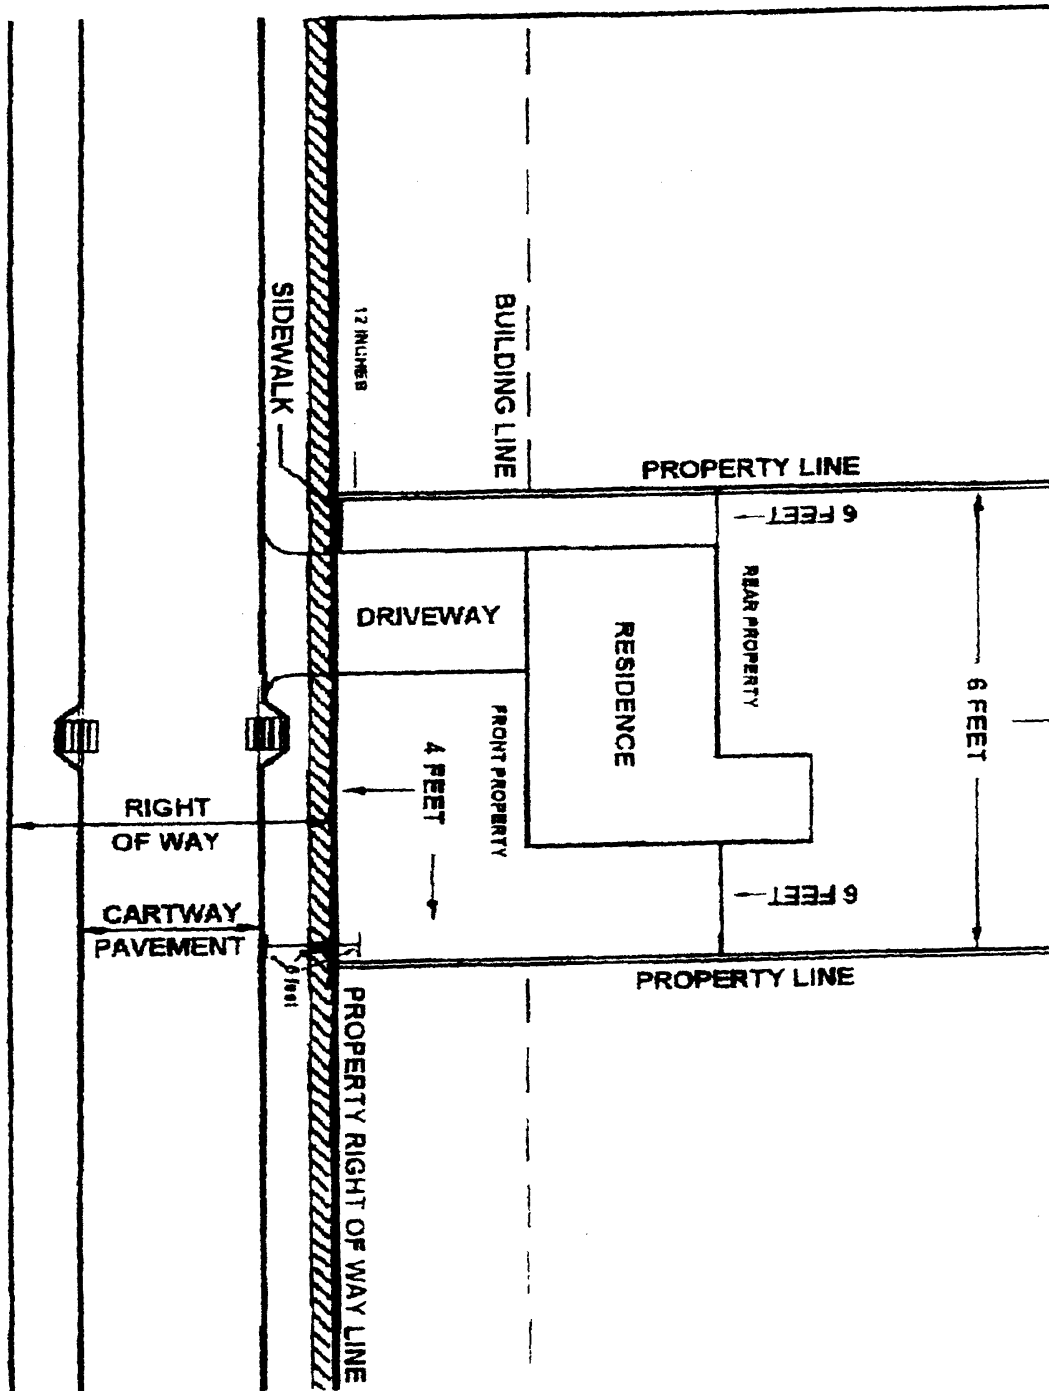 SIDEWALK
12 INCHES
BUILDING LINE
PROPERTY LINE
6 FEET
DRIVEWAY
RESIDENCE
REAR PROPERTY
6 FEET
FRONT PROPERTY
4 FEET
RIGHT
OF WAY
6 FEET
CARTWAY
PAVEMENT
PROPERTY LINE
PROPERTY RIGHT OF WAY LINE